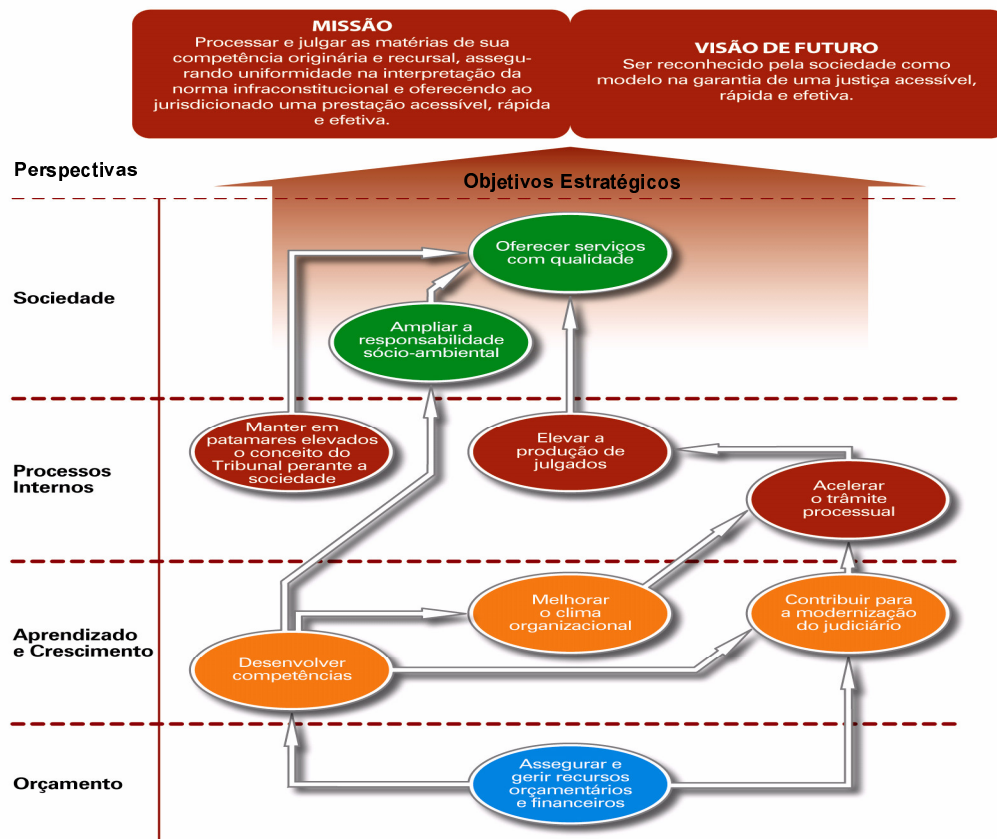 MISSÃO
Processar e julgar as matérias de sua
competência originária e recursal, assegu-
rando uniformidade na interpretação da
norma infraconstitucional e oferecendo ao
jurisdicionado uma prestação acessível, rápida
e efetiva.
VISÃO DE FUTURO
Ser reconhecido pela sociedade como
modelo na garantia de uma justiça acessível,
rápida e efetiva.
Perspectivas
Objetivos Estratégicos
Sociedade
Oferecer serviços
com qualidade
Ampliar a
responsabilidade
sócio-ambiental
Processos
Internos
Manter em
patamares elevados
o conceito do
Tribunal perante a
sociedade
Elevar a
produção de
julgados
Acelerar
o trâmite
processual
Aprendizado
e Crescimento
Desenvolver
competências
Melhorar
o clima
organizacional
Contribuir para
a modernização
do judiciário
Orçamento
Assegurar e
gerir recursos
orçamentários
e financeiros